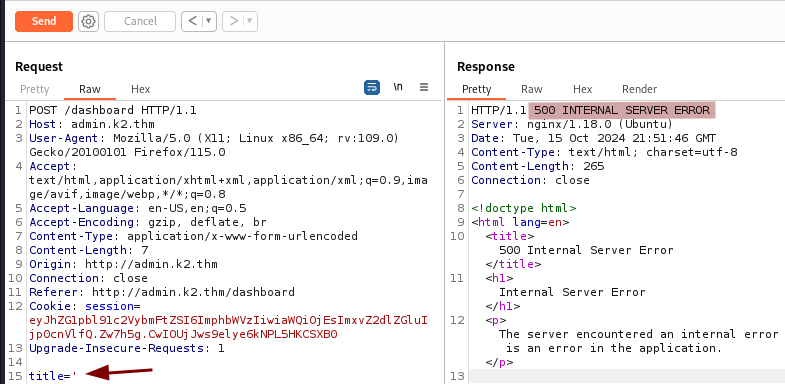 Send
Cancel
< ▼
> ▼
Request
Pretty Raw Hex
\n
1 POST /dashboard HTTP/1.1
2 Host: admin.k2.thm
3 User-Agent: Mozilla/5.0 (X11; Linux x86_64; rv:109.0)
Gecko/20100101 Firefox/115.0
4 Accept:
text/html,application/xhtml+xml,application/xml;q=0.9,ima
ge/avif,image/webp,*/*;q=0.8
5 Accept-Language: en-US,en;q=0.5
6 Accept-Encoding: gzip, deflate, br
7 Content-Type: application/x-www-form-urlencoded
8 Content-Length: 7
9 Origin: http://admin.k2.thm
10 Connection: close
11 Referer: http://admin.k2.thm/dashboard
12 Cookie: session=
eyJhZG1pbl91c2VybmFtZSI6ImphbWVzIiwiaWQiOjEsImxvZ2dlZGluI
jp0cnVlfQ.Zw7h5g.CwIOUjJws9elye6kNPL5HKCSXB0
13 Upgrade-Insecure-Requests: 1
14
15 title='
Response
Pretty Raw Hex Render
1 HTTP/1.1 500 INTERNAL SERVER ERROR
2 Server: nginx/1.18.0 (Ubuntu)
3 Date: Tue, 15 Oct 2024 21:51:46 GMT
4 Content-Type: text/html; charset=utf-8
5 Content-Length: 265
6 Connection: close
7
8 <!doctype html>
9 <html lang=en>
10 <title>
500 Internal Server Error
</title>
11 <h1>
Internal Server Error
</h1>
12 <p>
The server encountered an internal error
is an error in the application.
</p>
13